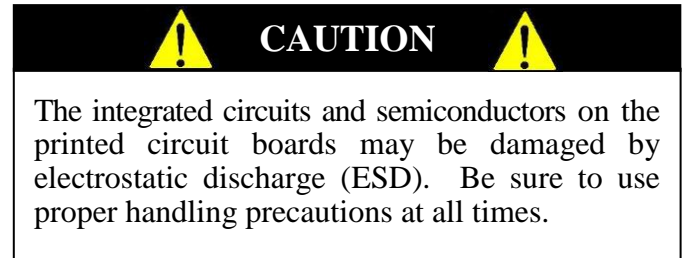 CAUTION
The integrated circuits and semiconductors on the
printed circuit boards may be damaged by
electrostatic discharge (ESD). Be sure to use
proper handling precautions at all times.